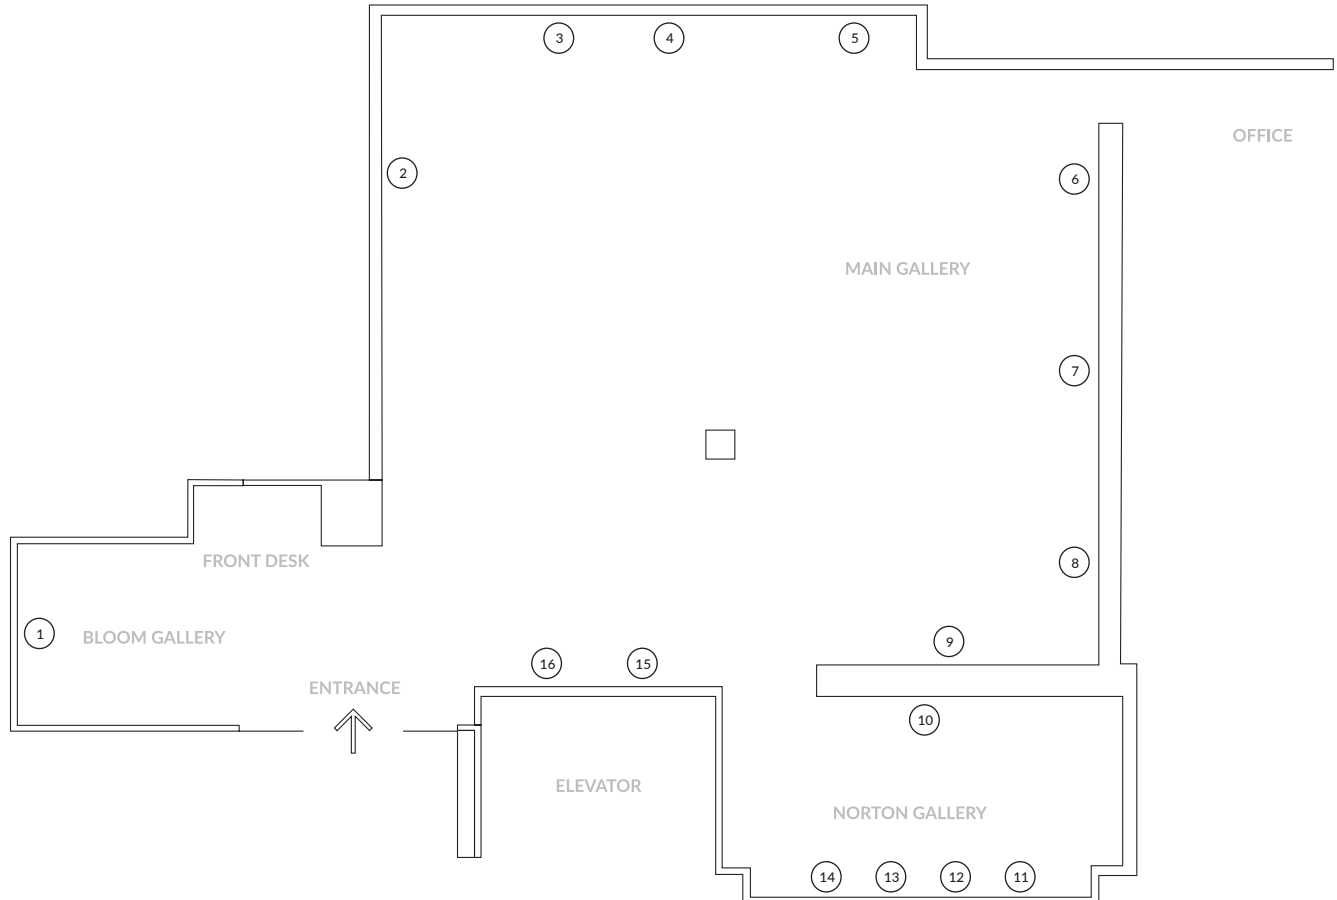 3
4
5
OFFICE
2
6
MAIN GALLERY
7
FRONT DESK
8
1
BLOOM GALLERY
9
16
15
ENTRANCE
10
ELEVATOR
NORTON GALLERY
14
13
12
11